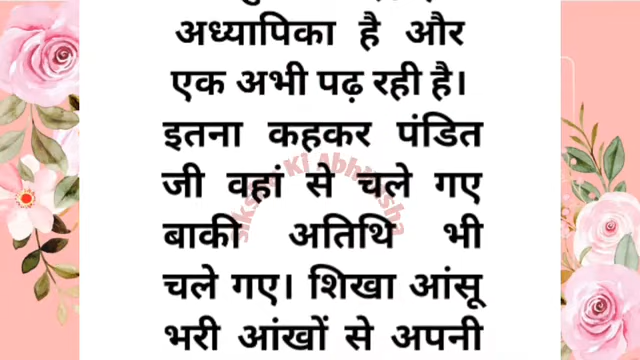 अध्यापिका है और
एक अभी पढ़ रही है।
इतना कहकर पंडित
जी वहां से चले गए
बाकी अतिथि भी
चले गए। शिखा आंसू
भरी आंखों से अपनी